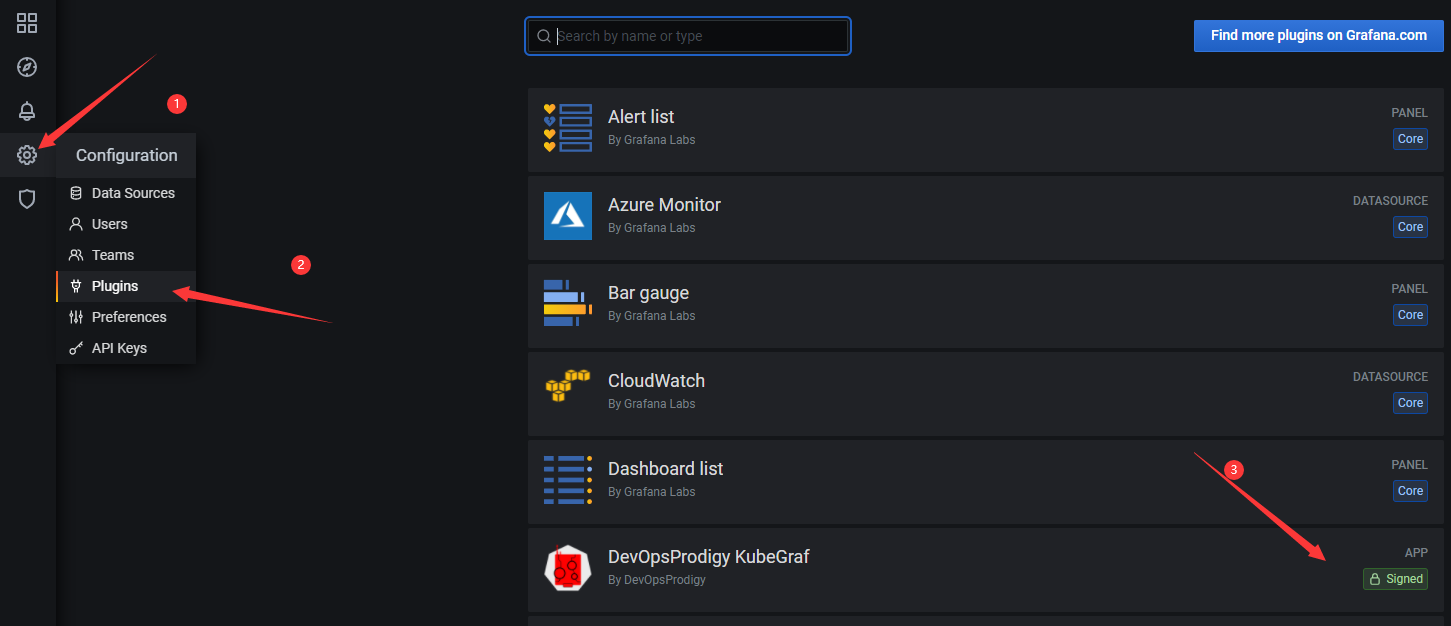 Search by name or type
Find more plugins on Grafana.com
1
Configuration
Data Sources
Users
Teams
2
Plugins
Preferences
API Keys
Alert list
By Grafana Labs
PANEL
Core
Azure Monitor
By Grafana Labs
DATASOURCE
Core
Bar gauge
By Grafana Labs
PANEL
Core
CloudWatch
By Grafana Labs
DATASOURCE
Core
Dashboard list
By Grafana Labs
PANEL
Core
3
DevOpsProdigy KubeGraf
By DevOpsProdigy
APP
Signed